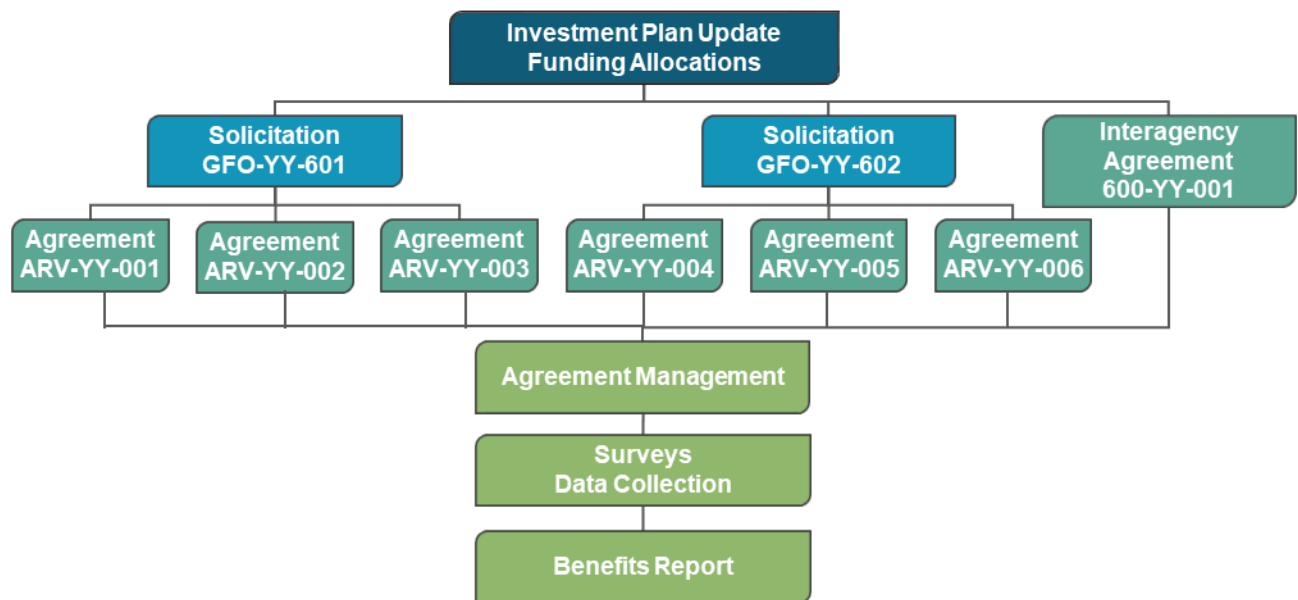 Investment Plan Update
Funding Allocations
Solicitation
GFO-YY-601
Solicitation
GFO-YY-602
Interagency
Agreement
600-YY-001
Agreement
ARV-YY-001
Agreement
ARV-YY-002
Agreement
ARV-YY-003
Agreement
ARV-YY-004
Agreement
ARV-YY-005
Agreement
ARV-YY-006
Agreement Management
Surveys
Data Collection
Benefits Report